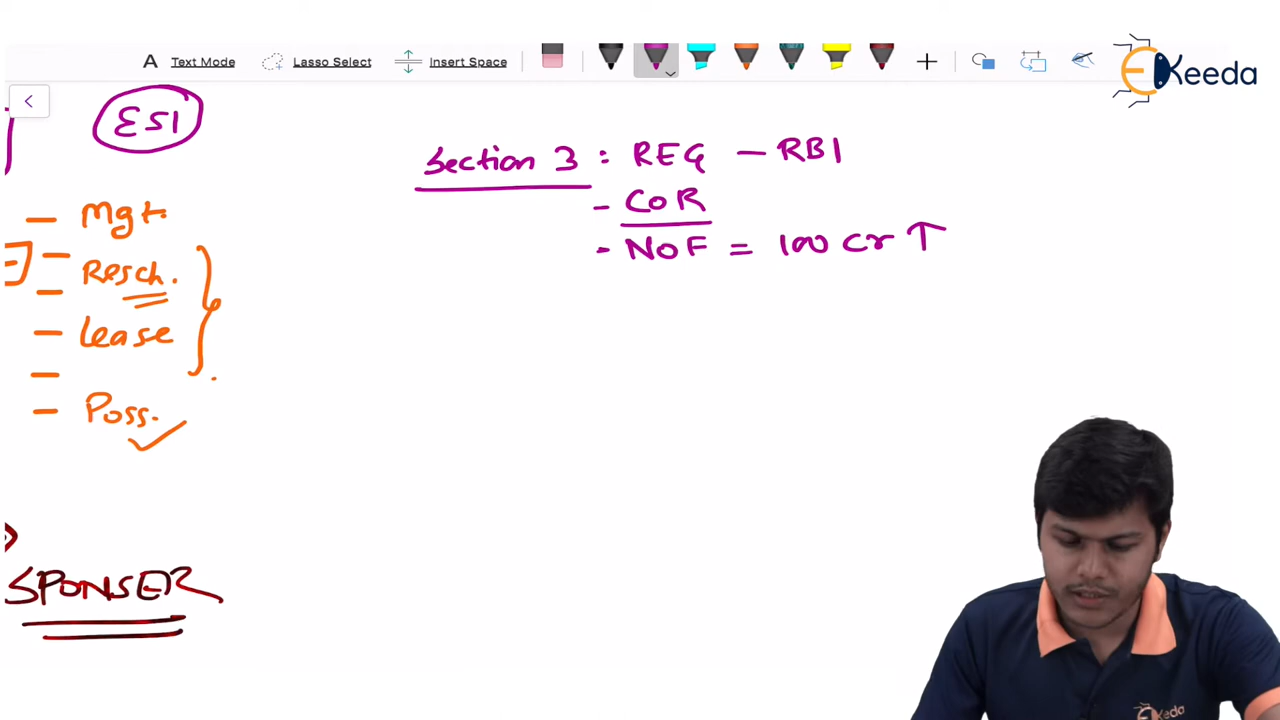 Text Mode
Lasso Select
Insert Space
EKeeda
ESI
Section 3 : REG - RBI
- COR
- NOF = 100 Cr ↑
- Mgt.
- Resch.
- Lease
-
- Poss.
SPONSER
Keeda